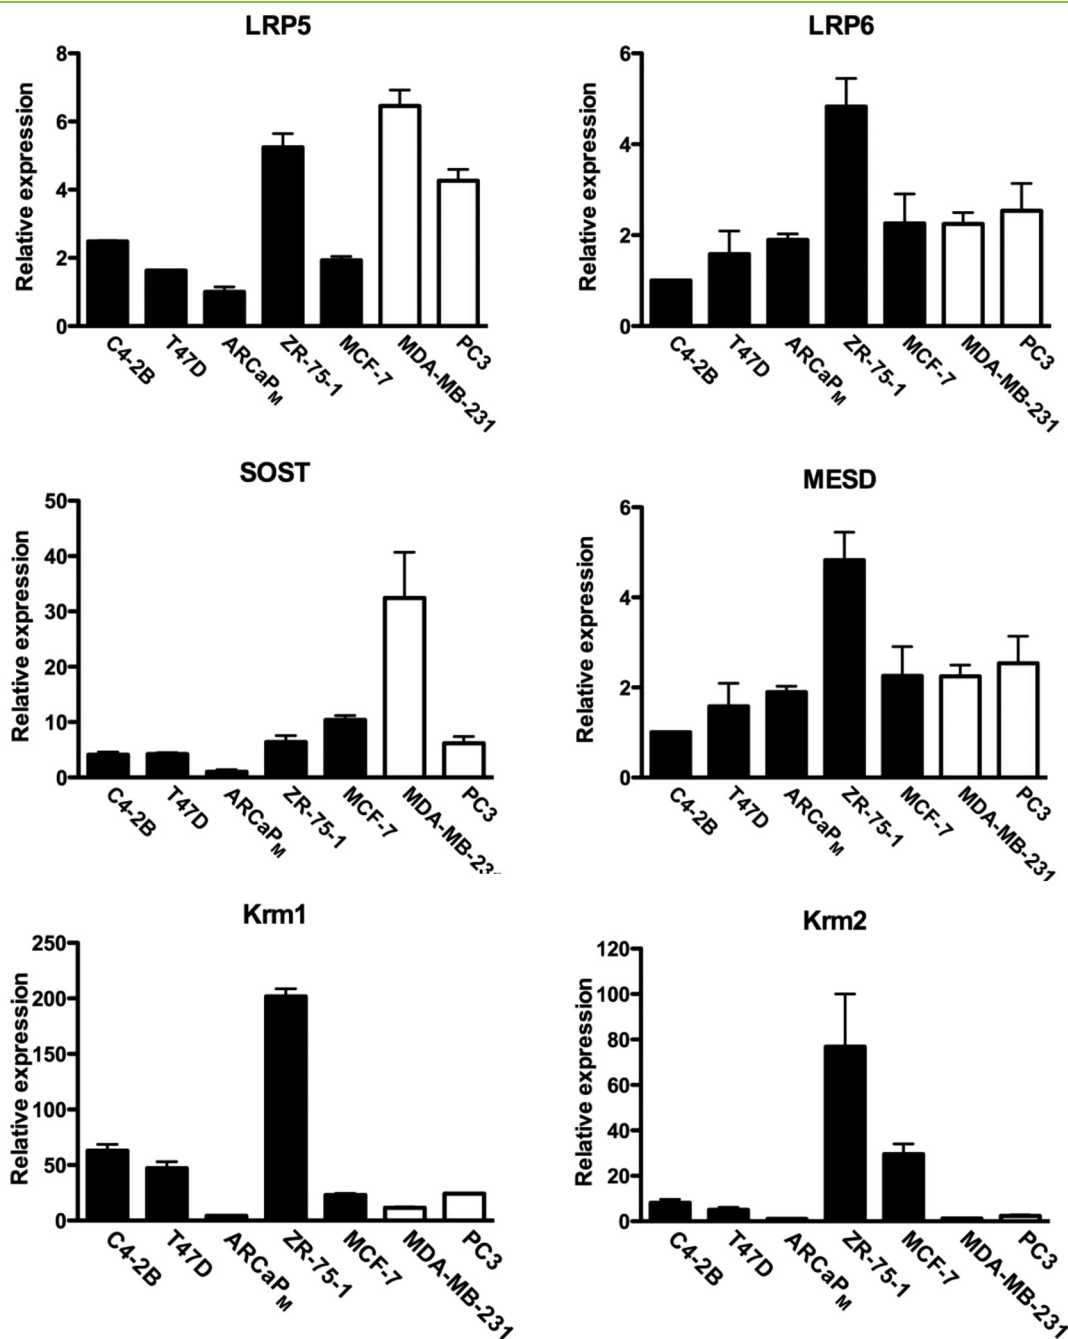 LRP5
Relative expression
8
6
4
2
0
C4-2B
T47D
ARCaPM
ZR-75-1
MCF-7
MDA-MB-231
PC3
LRP6
Relative expression
6
4
2
0
C4-2B
T47D
ARCaPM
ZR-75-1
MCF-7
MDA-MB-231
PC3
SOST
Relative expression
50
40
30
20
10
0
C4-2B
T47D
ARCaPM
ZR-75-1
MCF-7
PC3
MESD
Relative expression
6
4
2
0
C4-2B
T47D
ARCaPM
ZR-75-1
MCF-7
MDA-MB-231
PC3
Krm1
Relative expression
250
200
150
100
50
0
C4-2B
T47D
ARCaPM
ZR-75-1
MCF-7
MDA-MB-231
PC3
Krm2
Relative expression
120
100
80
60
40
20
0
C4-2B
T47D
ARCaPM
ZR-75-1
MCF-7
MDA-MB-231
PC3